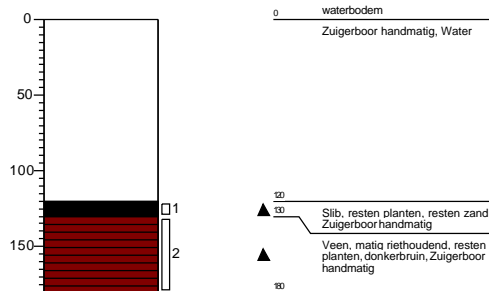 0
50
100
150
1
2
0
waterbodem
Zuigerboor handmatig, Water
120
130
Slib, resten planten, resten zand
Zuigerboor handmatig
Veen, matig riethoudend, resten
planten, donkerbruin, Zuigerboor
handmatig
180